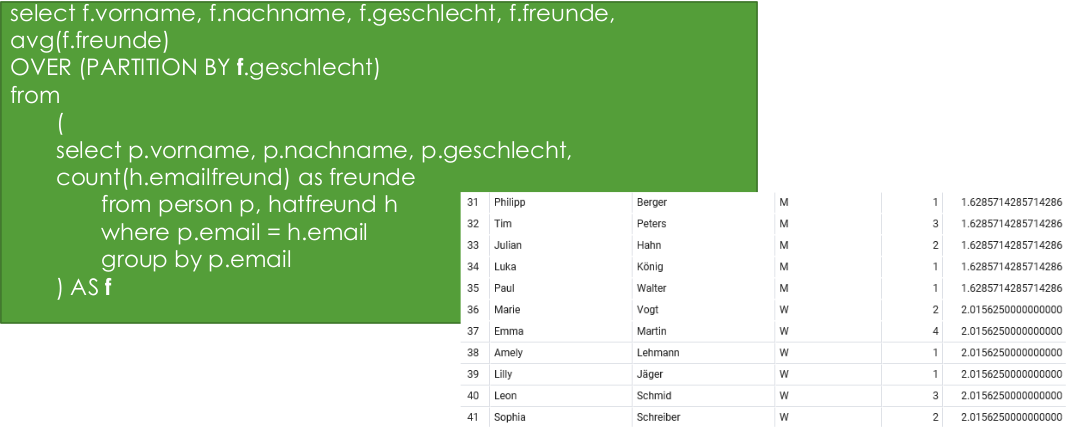 select f.vorname, f.nachname, f.geschlecht, f.freunde,
avg(f.freunde)
OVER (PARTITION BY f.geschlecht)
from
(
select p.vorname, p.nachname, p.geschlecht,
count(h.emailfreund) as freunde
from person p, hatfreund h
where p.email = h.email
group by p.email
) AS f
31 Philipp Berger M 1 1.6285714285714286
32 Tim Peters M 3 1.6285714285714286
33 Julian Hahn M 2 1.6285714285714286
34 Luka König M 1 1.6285714285714286
35 Paul Walter M 1 1.6285714285714286
36 Marie Vogt W 2 2.0156250000000000
37 Emma Martin W 4 2.0156250000000000
38 Amely Lehmann W 1 2.0156250000000000
39 Lilly Jäger W 1 2.0156250000000000
40 Leon Schmid W 3 2.0156250000000000
41 Sophia Schreiber W 2 2.0156250000000000